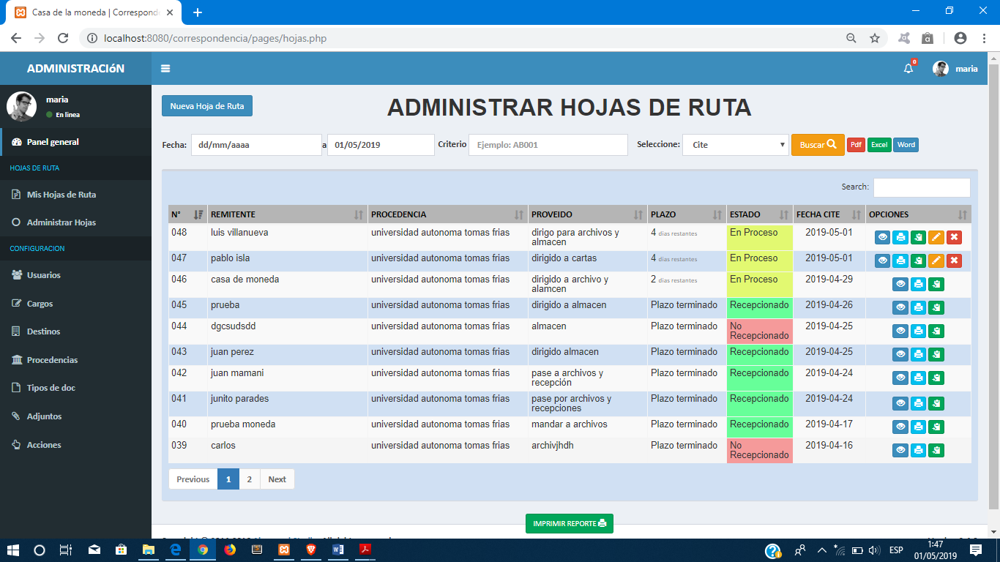 Casa de la moneda | Corresponde
localhost:8080/correspondencia/pages/hojas.php
ADMINISTRACIóN
0
maria
maria
En linea
Panel general
HOJAS DE RUTA
Mis Hojas de Ruta
Administrar Hojas
CONFIGURACION
Usuarios
Cargos
Destinos
Procedencias
Tipos de doc
Adjuntos
Acciones
Nueva Hoja de Ruta
ADMINISTRAR HOJAS DE RUTA
Fecha: dd/mm/aaaa a 01/05/2019 Criterio Ejemplo: AB001 Seleccione: Cite Buscar Pdf Excel Word
Search:
N° REMITENTE PROCEDENCIA PROVEIDO PLAZO ESTADO FECHA CITE OPCIONES
048 luis villanueva universidad autonoma tomas frias dirigo para archivos y almacen 4 dias restantes En Proceso 2019-05-01
047 pablo isla universidad autonoma tomas frias dirigido a cartas 4 dias restantes En Proceso 2019-05-01
046 casa de moneda universidad autonoma tomas frias dirigido a archivo y alamcen 2 dias restantes En Proceso 2019-04-29
045 prueba universidad autonoma tomas frias dirigido a almacen Plazo terminado Recepcionado 2019-04-26
044 dgcsudsdd universidad autonoma tomas frias almacen Plazo terminado No Recepcionado 2019-04-25
043 juan perez universidad autonoma tomas frias dirigido almacen Plazo terminado Recepcionado 2019-04-25
042 juan mamani universidad autonoma tomas frias pase a archivos y recepción Plazo terminado Recepcionado 2019-04-24
041 junito parades universidad autonoma tomas frias pase por archivos y recepciones Plazo terminado Recepcionado 2019-04-24
040 prueba moneda universidad autonoma tomas frias mandar a archivos Plazo terminado Recepcionado 2019-04-17
039 carlos universidad autonoma tomas frias archivjhdh Plazo terminado No Recepcionado 2019-04-16
Previous 1 2 Next
IMPRIMIR REPORTE
ESP
1:47
01/05/2019